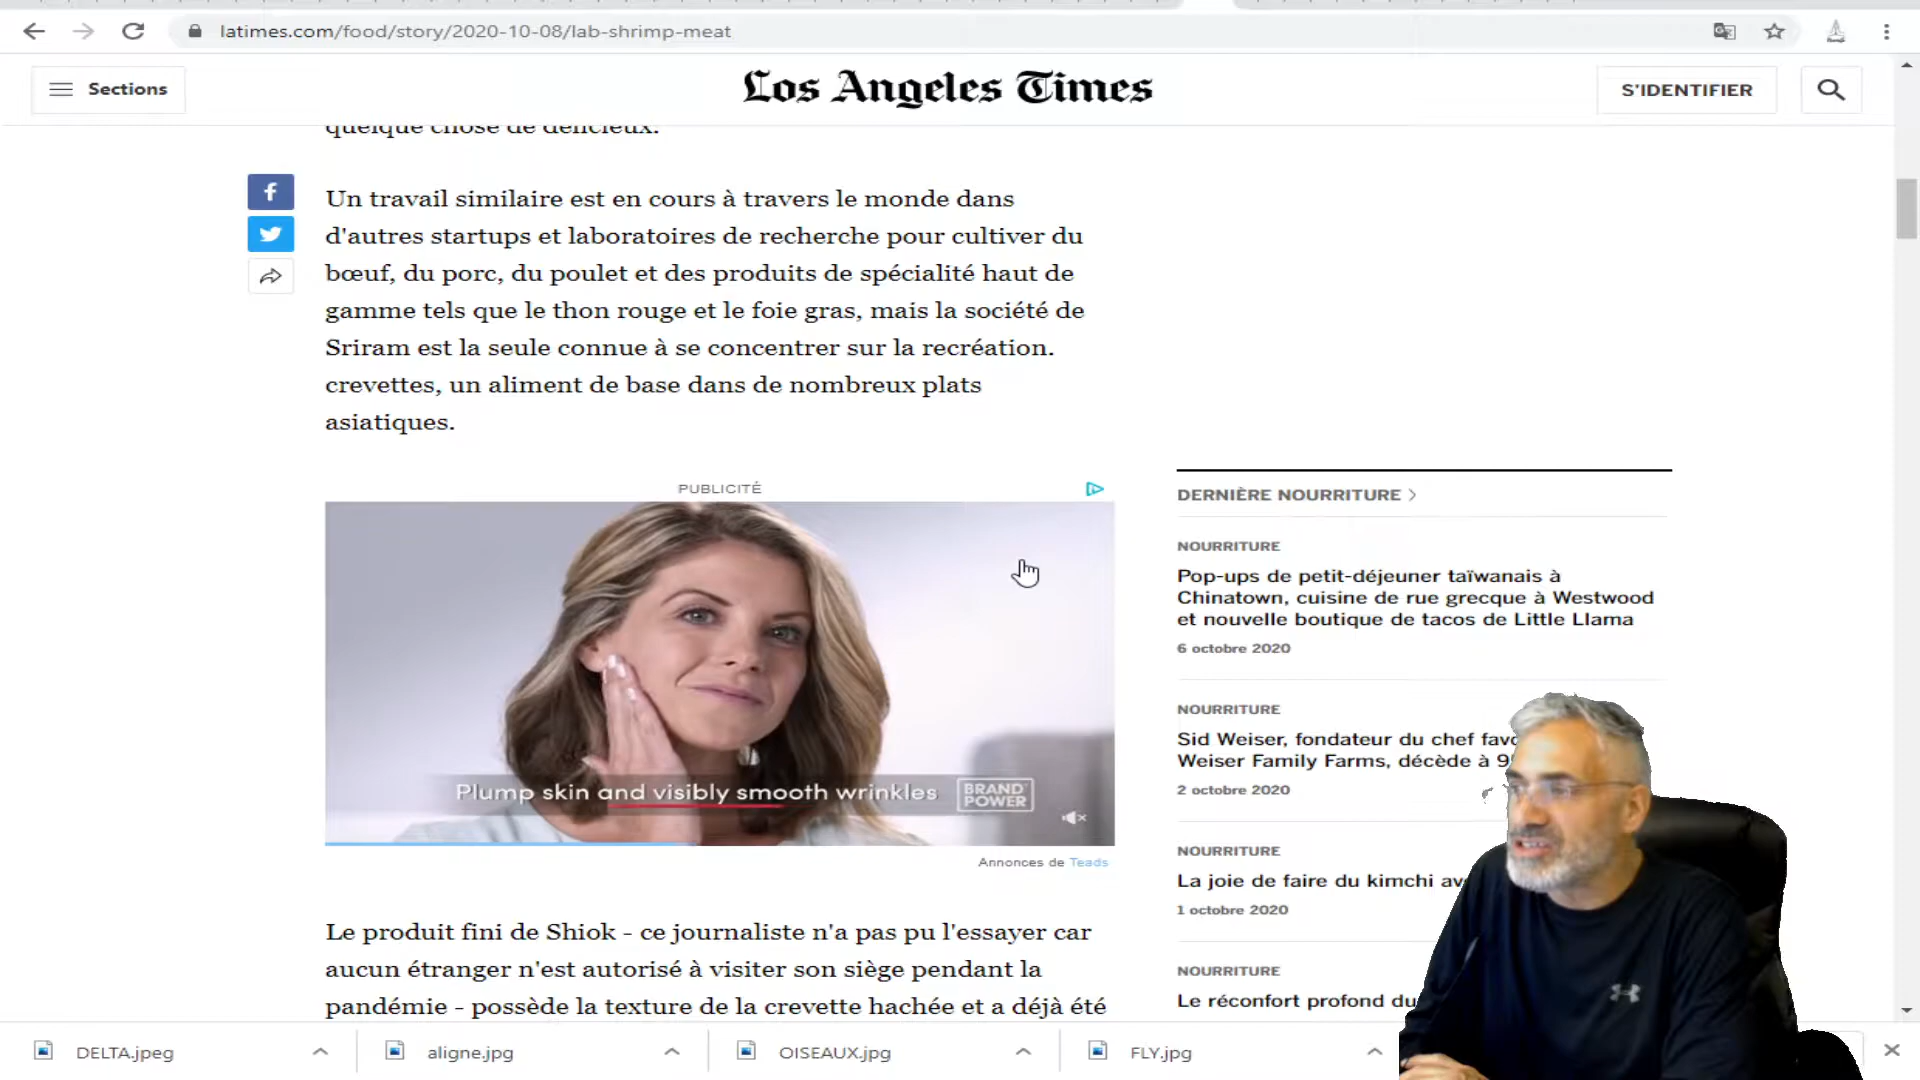 latimes.com/food/story/2020-10-08/lab-shrimp-meat
Sections
Los Angeles Times
S'IDENTIFIER
quelque chose de délicieux.
Un travail similaire est en cours à travers le monde dans
d'autres startups et laboratoires de recherche pour cultiver du
bœuf, du porc, du poulet et des produits de spécialité haut de
gamme tels que le thon rouge et le foie gras, mais la société de
Sriram est la seule connue à se concentrer sur la recréation.
crevettes, un aliment de base dans de nombreux plats
asiatiques.
PUBLICITÉ
Plump skin and visibly smooth wrinkles
BRAND
POWER
Annonces de Teads
Le produit fini de Shiok - ce journaliste n'a pas pu l'essayer car
aucun étranger n'est autorisé à visiter son siège pendant la
pandémie - possède la texture de la crevette hachée et a déjà été
DERNIÈRE NOURRITURE
NOURRITURE
Pop-ups de petit-déjeuner taïwanais à
Chinatown, cuisine de rue grecque à Westwood
et nouvelle boutique de tacos de Little Llama
6 octobre 2020
NOURRITURE
Sid Weiser, fondateur du chef
Weiser Family Farms, décède à
2 octobre 2020
NOURRITURE
La joie de faire du kimchi
1 octobre 2020
NOURRITURE
Le réconfort profond du
DELTA.jpeg
aligne.jpg
OISEAUX.jpg
FLY.jpg